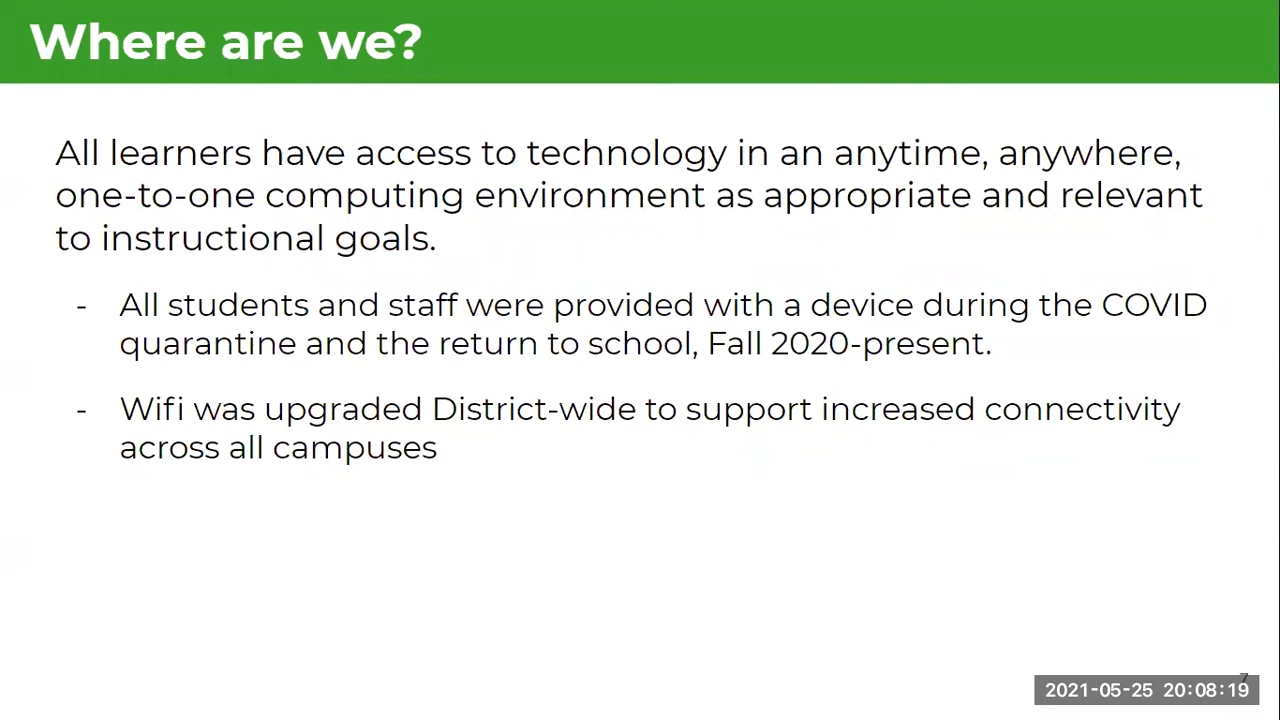 Where are we?
All learners have access to technology in an anytime, anywhere,
one-to-one computing environment as appropriate and relevant
to instructional goals.
- All students and staff were provided with a device during the COVID
quarantine and the return to school, Fall 2020-present.
- Wifi was upgraded District-wide to support increased connectivity
across all campuses
7
2021-05-25 20:08:19